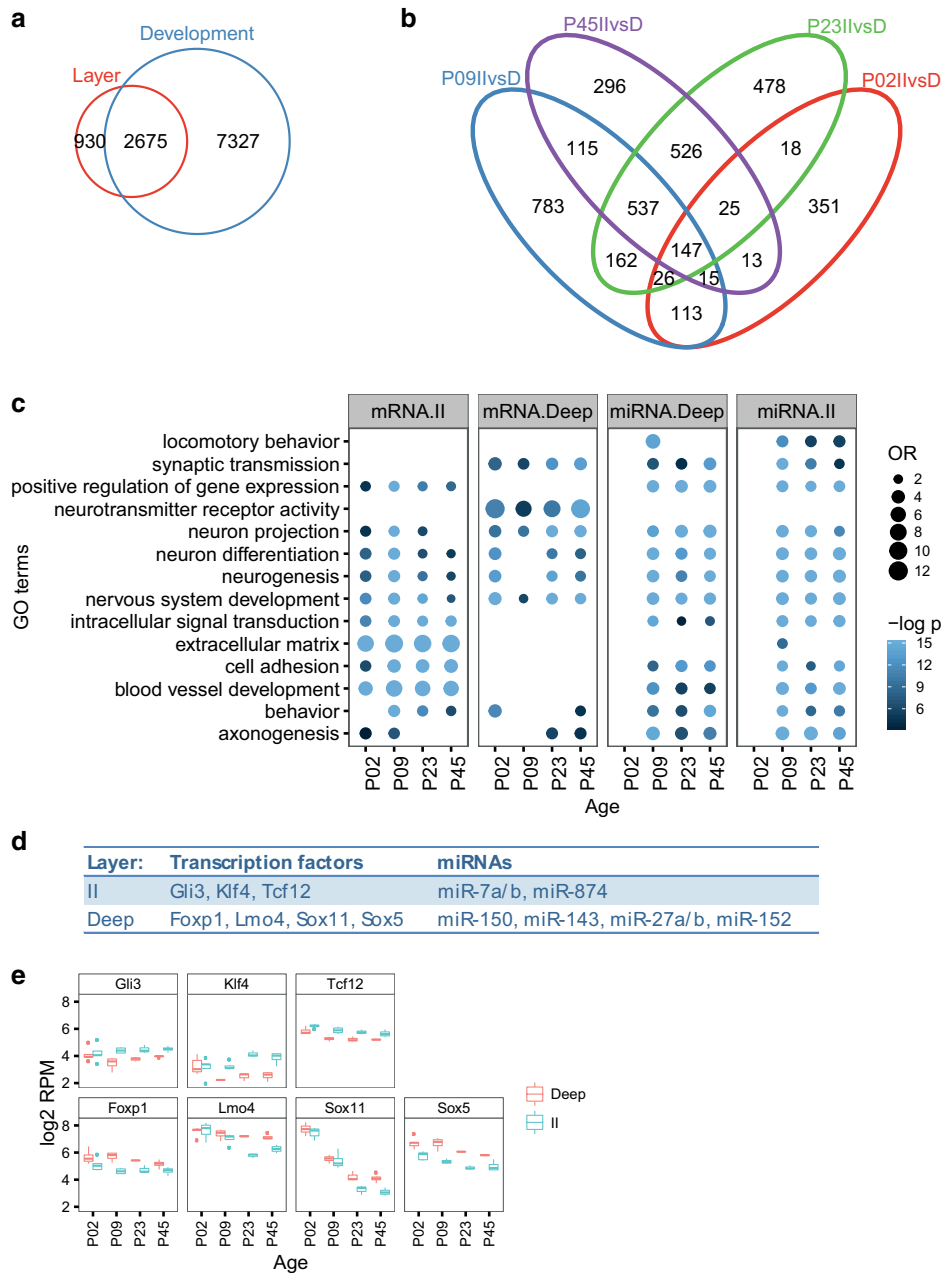 a
Development
Layer
930 2675 7327
b
P45IIvsD
P23IIvsD
P09IIvsD
P02IIvsD
296
478
115
526
18
783
537
25
351
147
162
13
26
15
113
c
mRNA.II
mRNA.Deep
miRNA.Deep
miRNA.II
GO terms
locomotory behavior
synaptic transmission
positive regulation of gene expression
neurotransmitter receptor activity
neuron projection
neuron differentiation
neurogenesis
nervous system development
intracellular signal transduction
extracellular matrix
cell adhesion
blood vessel development
behavior
axonogenesis
P02 P09 P23 P45
P02 P09 P23 P45
P02 P09 P23 P45
P02 P09 P23 P45
Age
OR
2
4
6
8
10
12
−log p
15
12
9
6
d
Layer: Transcription factors miRNAs
II Gli3, Klf4, Tcf12 miR-7a/b, miR-874
Deep Foxp1, Lmo4, Sox11, Sox5 miR-150, miR-143, miR-27a/b, miR-152
e
Gli3
Klf4
Tcf12
8
6
4
2
log2 RPM
Foxp1
Lmo4
Sox11
Sox5
8
6
4
2
P02 P09 P23 P45
P02 P09 P23 P45
P02 P09 P23 P45
P02 P09 P23 P45
Age
Deep
II